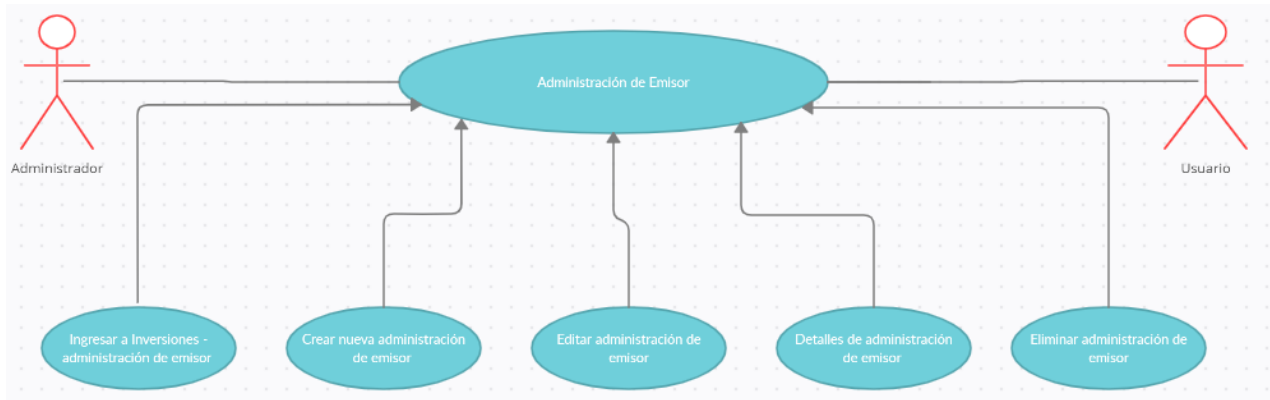 Administración de Emisor
Administrador
Usuario
Ingresar a Inversiones -
administración de emisor
Crear nueva administración
de emisor
Editar administración de
emisor
Detalles de administración
de emisor
Eliminar administración de
emisor